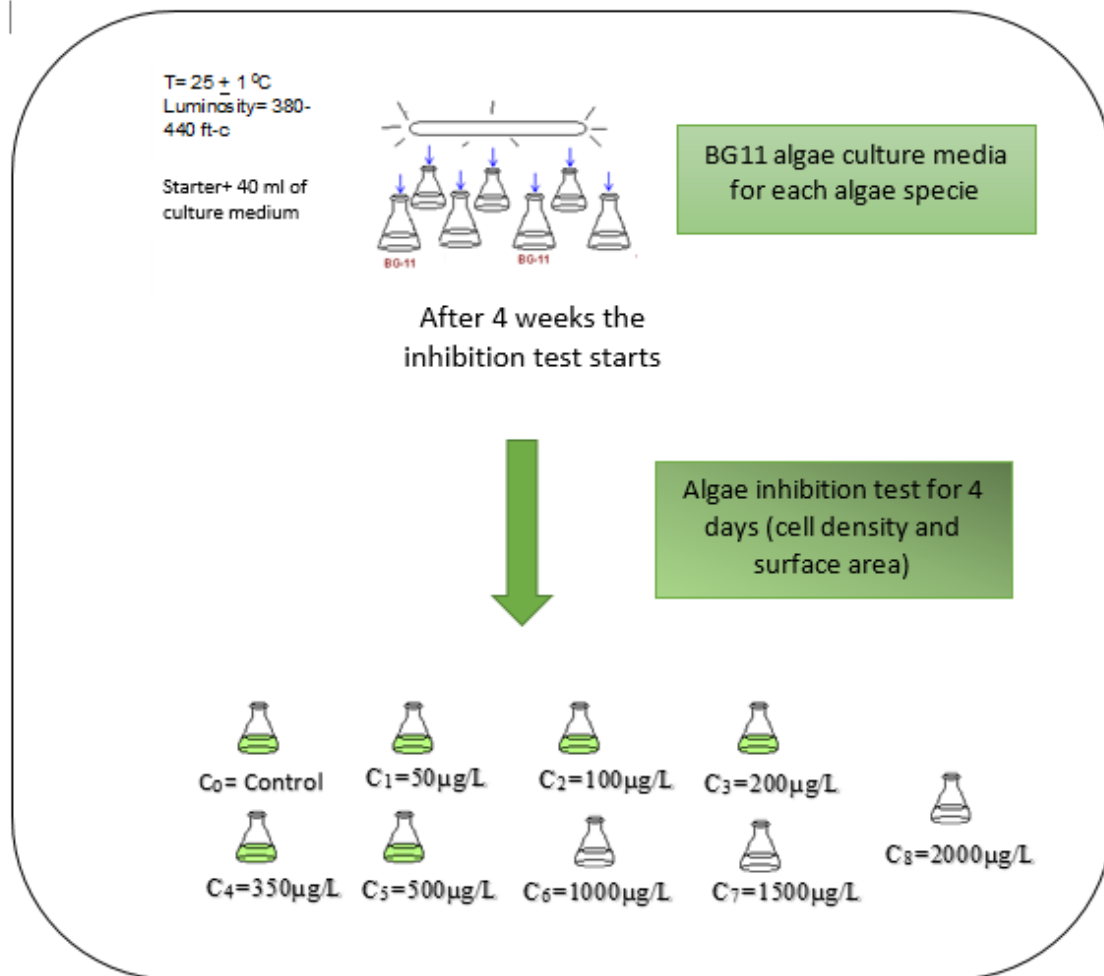 T= 25 ± 1 ⁰C
Luminosity= 380-
440 ft-c
Starter+ 40 ml of
culture medium
BG-11
BG-11
BG11 algae culture media
for each algae specie
After 4 weeks the
inhibition test starts
Algae inhibition test for 4
days (cell density and
surface area)
C₀= Control
C₁=50µg/L
C₂=100µg/L
C₃=200µg/L
C₄=350µg/L
C₅=500µg/L
C₆=1000µg/L
C₇=1500µg/L
C₈=2000µg/L